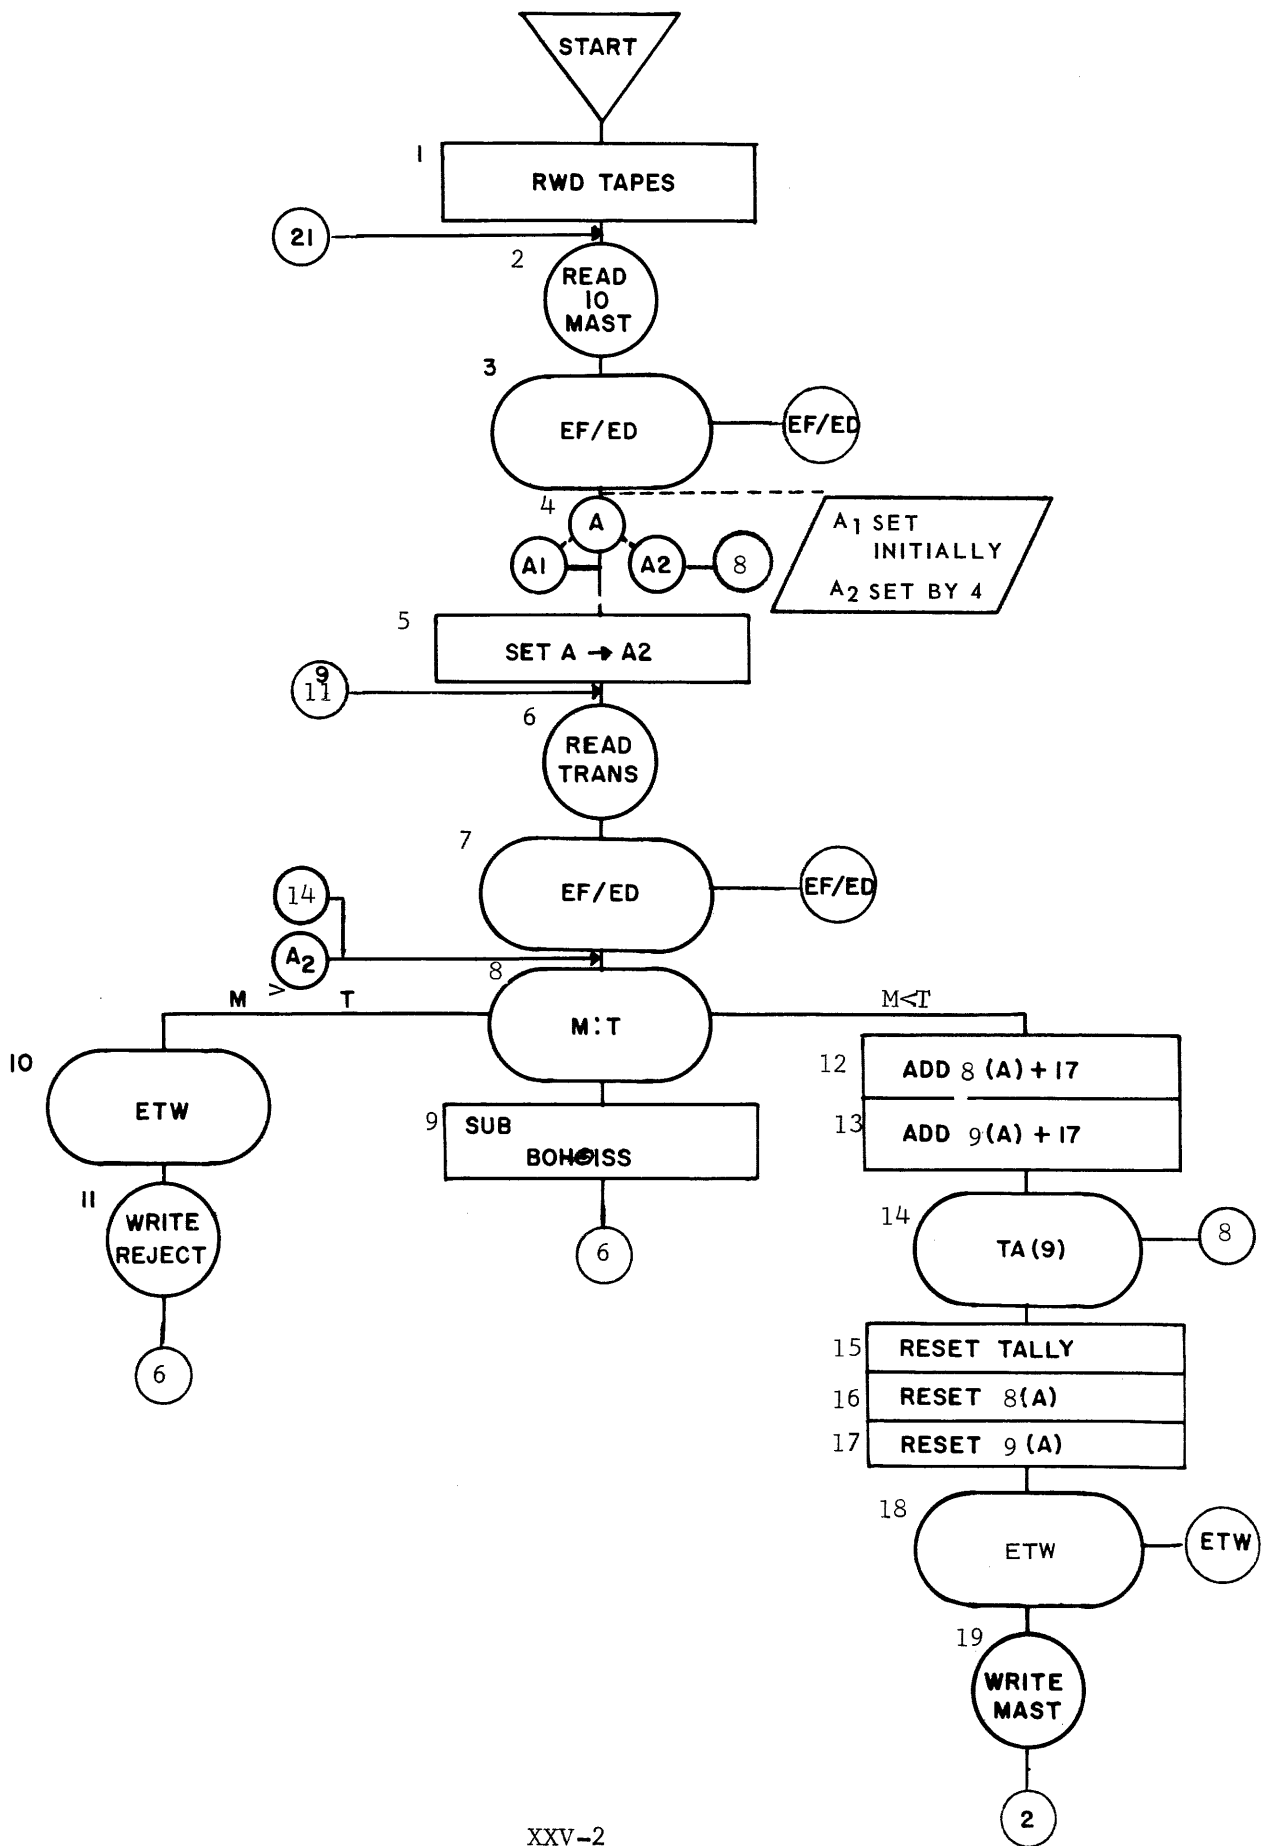 START
1
RWD TAPES
21
2
READ
10
MAST
3
EF/ED
EF/ED
4
A
A1
A2
8
A1 SET
INITIALLY
A2 SET BY 4
5
SET A → A2
9
11
6
READ
TRANS
7
EF/ED
EF/ED
14
A2
8
M > T
M:T
M<T
10
ETW
11
WRITE
REJECT
6
9
SUB
6
12
ADD 8 (A) + 17
13
ADD 9 (A) + 17
14
TA (9)
8
15
RESET TALLY
16
RESET 8(A)
17
RESET 9 (A)
18
ETW
ETW
19
WRITE
MAST
2
XXV-2